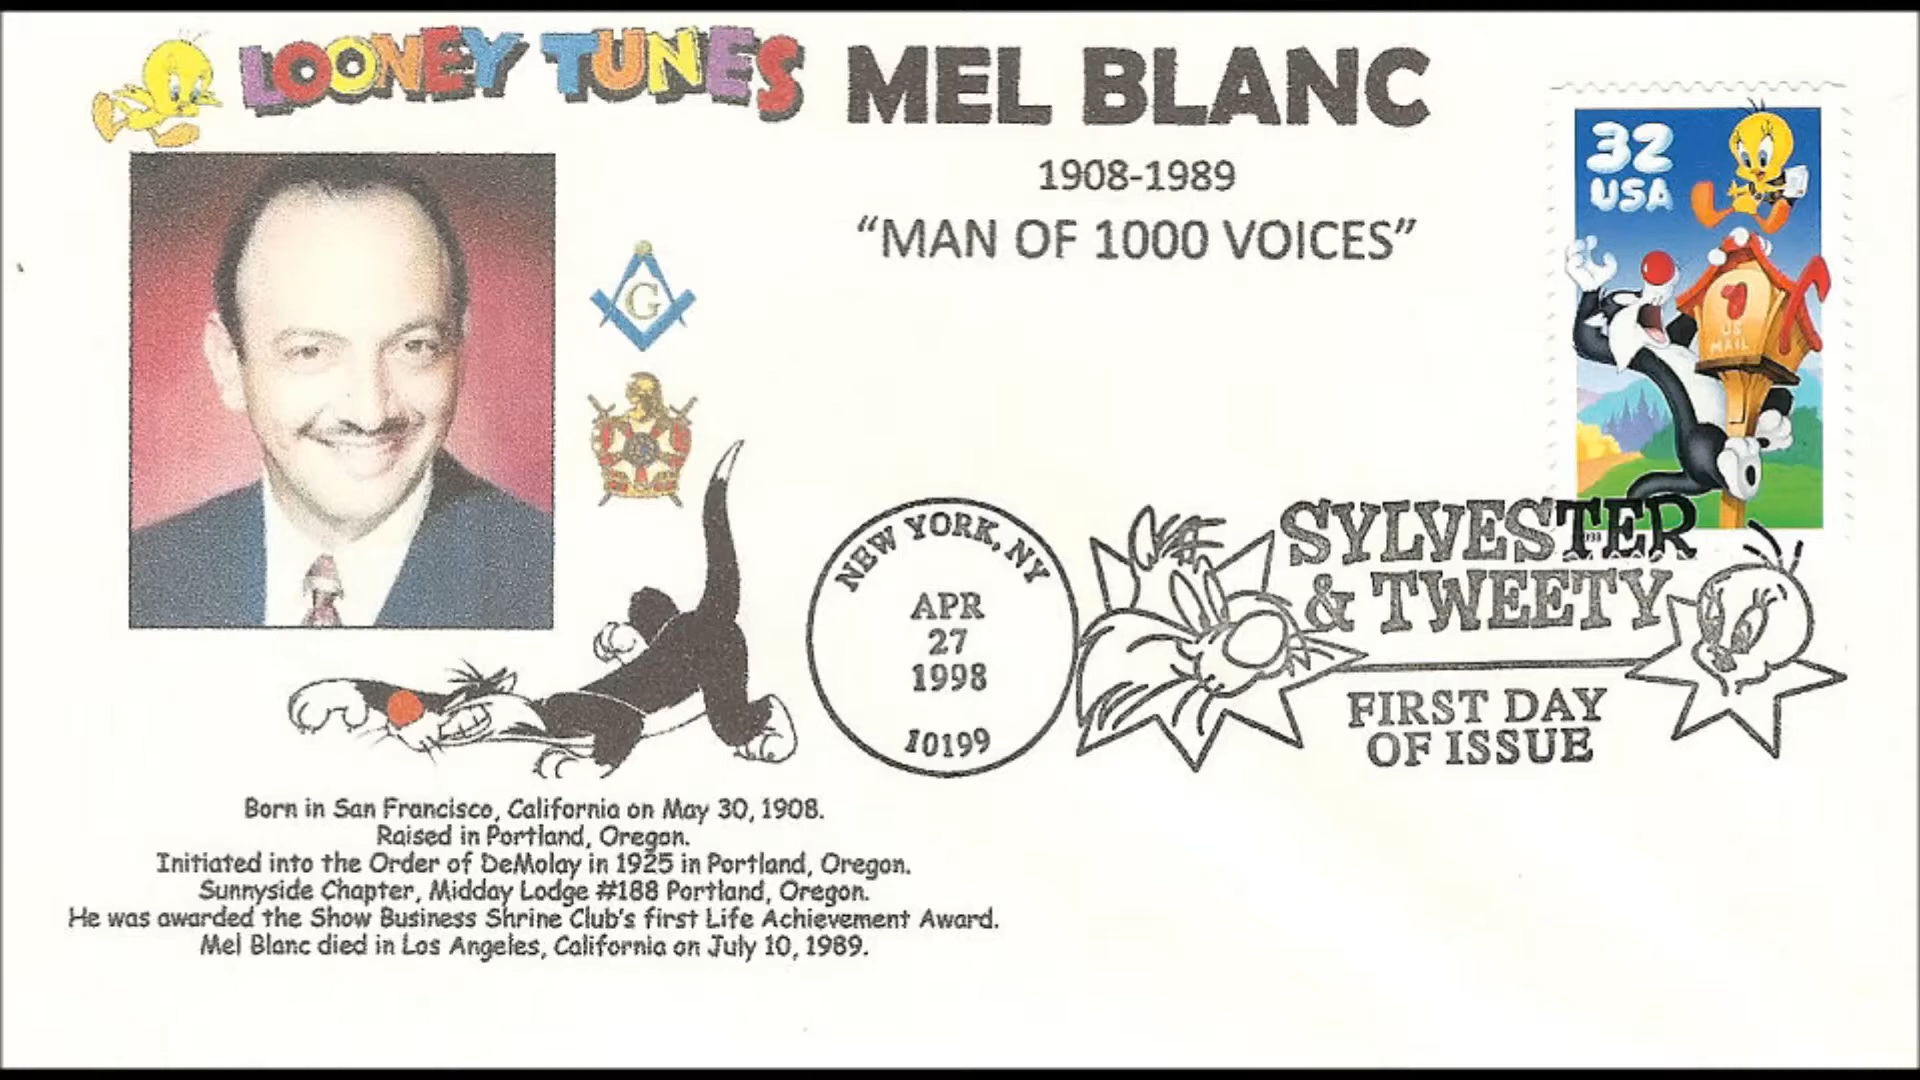 LOONEY TUNES
MEL BLANC
1908-1989
“MAN OF 1000 VOICES”
32
USA
US
MAIL
G
NEW YORK, NY
APR
27
1998
10199
SYLVESTER
& TWEETY
FIRST DAY
OF ISSUE
Born in San Francisco, California on May 30, 1908.
Raised in Portland, Oregon.
Initiated into the Order of DeMolay in 1925 in Portland, Oregon.
Sunnyside Chapter, Midday Lodge #188 Portland, Oregon.
He was awarded the Show Business Shrine Club's first Life Achievement Award.
Mel Blanc died in Los Angeles, California on July 10, 1989.